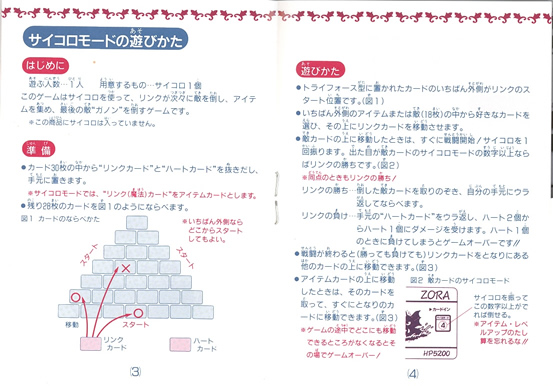 サイコロモードの遊びかた
はじめに
遊ぶ人数…1人　用意するもの…サイコロ1個
このゲームはサイコロを使って、リンクが次々に敵を倒し、アイテ
ムを集め、最後の敵“ガノン”を倒すゲームです。
＊この商品にサイコロは入っていません。
準備
●カード30枚の中から“リンクカード”と“ハートカード”を抜きだし、
手元に置きます。
＊サイコロモードでは、“リンク(魔法)カード”をアイテムカードとします。
●残り28枚のカードを図1のようにならべます。
図1 カードのならべかた
＊いちばん外側なら
どこからスタート
してもよい。
スタート
スタート
移動
スタート
リンク
カード
ハート
カード
③
遊びかた
●トライフォース型に置かれたカードのいちばん外側がリンクのス
タート位置です。(図1)
●いちばん外側のアイテムまたは敵(18枚)の中から好きなカードを
選び、その上にリンクカードを移動させます。
●敵カードの上に移動したときは、すぐに戦闘開始!サイコロを1
回振ります。出た目が敵カードのサイコロモードの数字以上なら
ばリンクの勝ちです。(図2)
＊同点のときもリンクの勝ち!
リンクの勝ち…倒した敵カードを取りのぞき、自分の手元にウラ
返してならべます。
リンクの負け…手元の“ハートカード”をウラ返し、ハート2個か
らハート1個にダメージを受けます。ハート1個
のときに負けてしまうとゲームオーバーです!!
●戦闘が終わると(勝っても負けても)リンクカードをとなりにある
他のカードの上に移動できます。(図3)
●アイテムカードの上に移動
したときは、そのカードを
取って、すぐにとなりのカ
ードに移動できます。(図3)
＊ゲームの途中でどこにも移動
できるところがなくなるとそ
の場でゲームオーバー!
図2 敵カードのサイコロモード
ZORA
カードイン
4
HP5200
サイコロを振って
この数字以上がで
れば倒せる。
＊アイテム・レベ
ルアップのたし
算を忘れるな!!
④